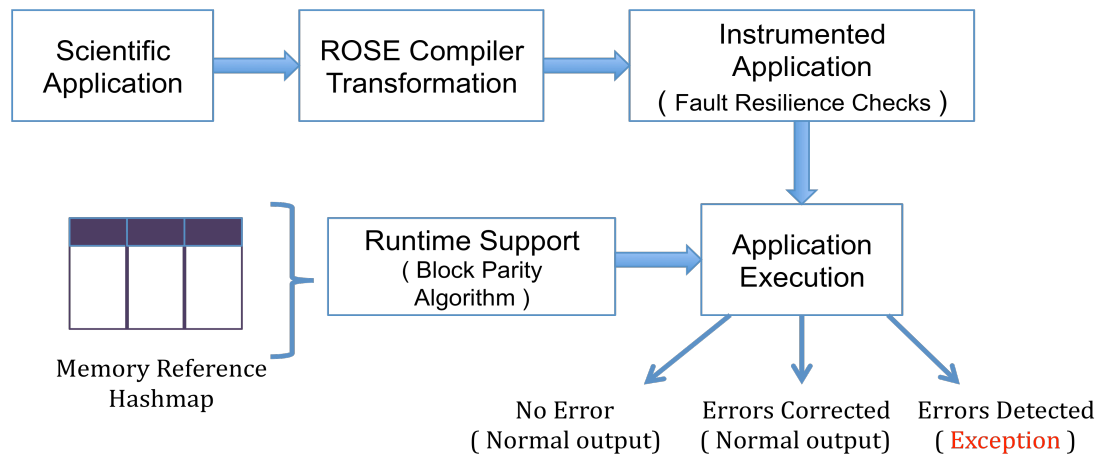 Scientific
Application
ROSE Compiler
Transformation
Instrumented
Application
( Fault Resilience Checks )
Memory Reference
Hashmap
Runtime Support
( Block Parity
Algorithm )
Application
Execution
No Error
( Normal output)
Errors Corrected
( Normal output)
Errors Detected
( Exception )